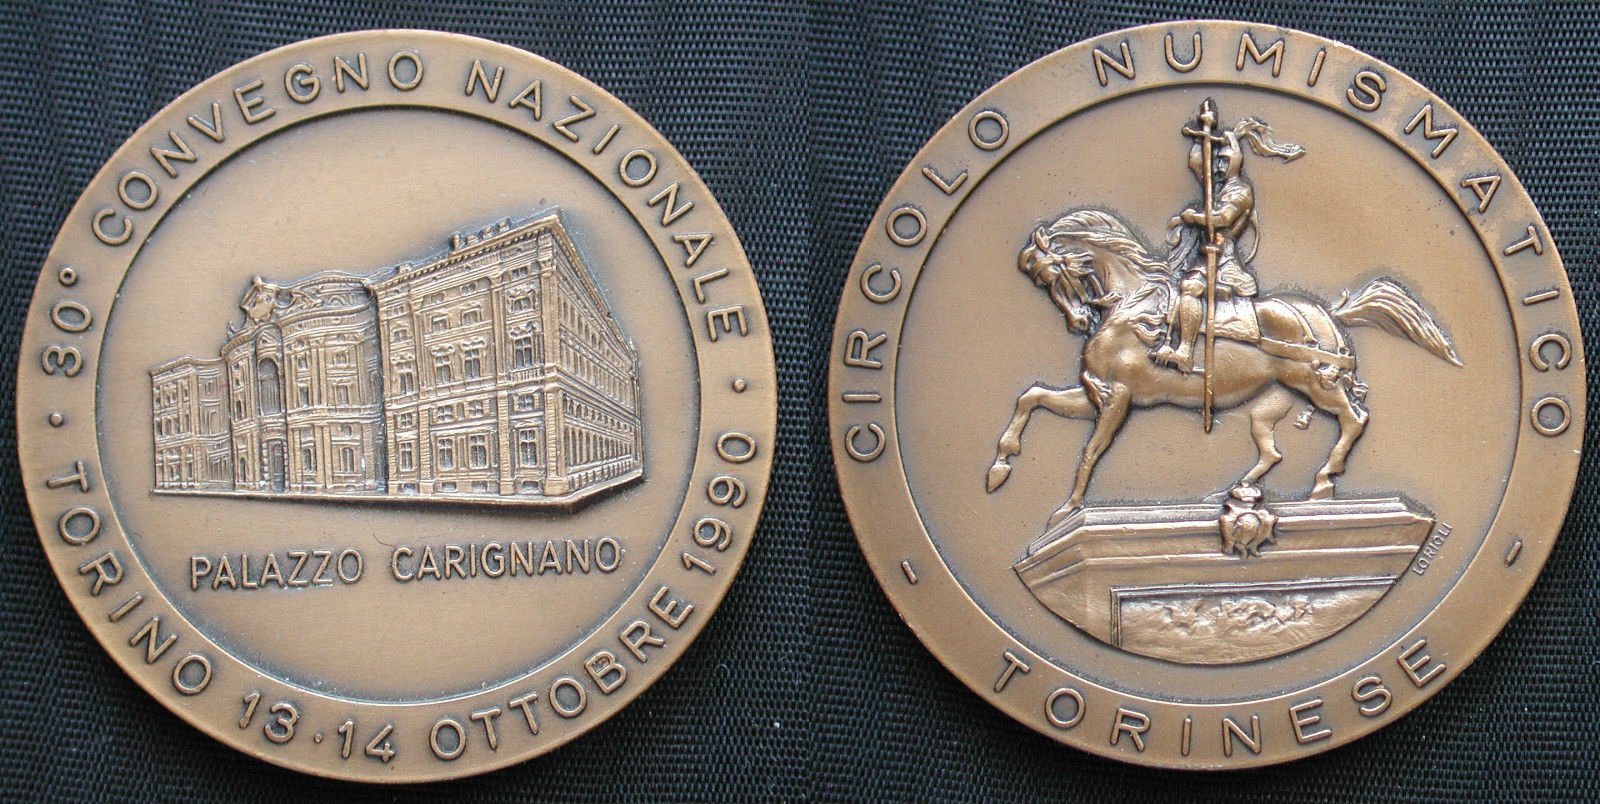 · 30° CONVEGNO NAZIONALE ·
TORINO 13·14 OTTOBRE 1990
PALAZZO CARIGNANO
CIRCOLO NUMISMATICO
- TORINESE -
LORIOLI